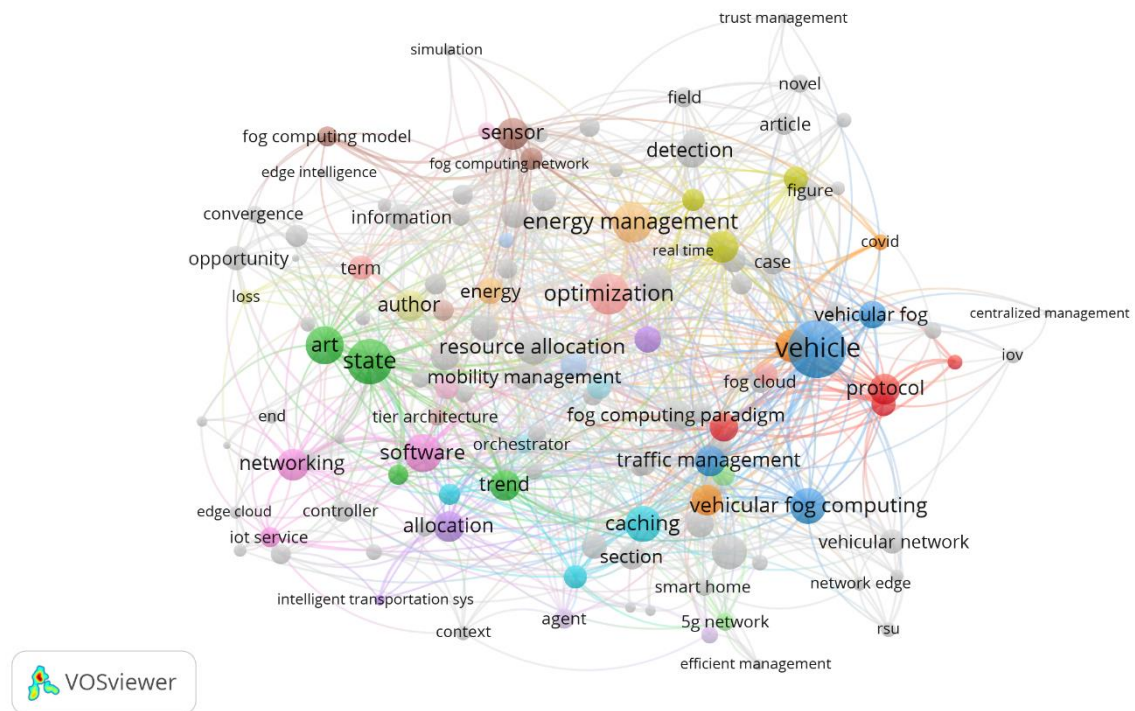 trust management
simulation
novel
field
article
fog computing model
sensor
detection
fog computing network
edge intelligence
figure
convergence
information
energy management
covid
real time
opportunity
term
case
loss
author
energy
optimization
vehicular fog
centralized management
art
state
resource allocation
vehicle
iov
mobility management
fog cloud
protocol
end
tier architecture
fog computing paradigm
orchestrator
software
networking
traffic management
trend
edge cloud
controller
vehicular fog computing
allocation
caching
iot service
section
vehicular network
smart home
network edge
intelligent transportation sys
agent
5g network
context
rsu
efficient management
VOSviewer